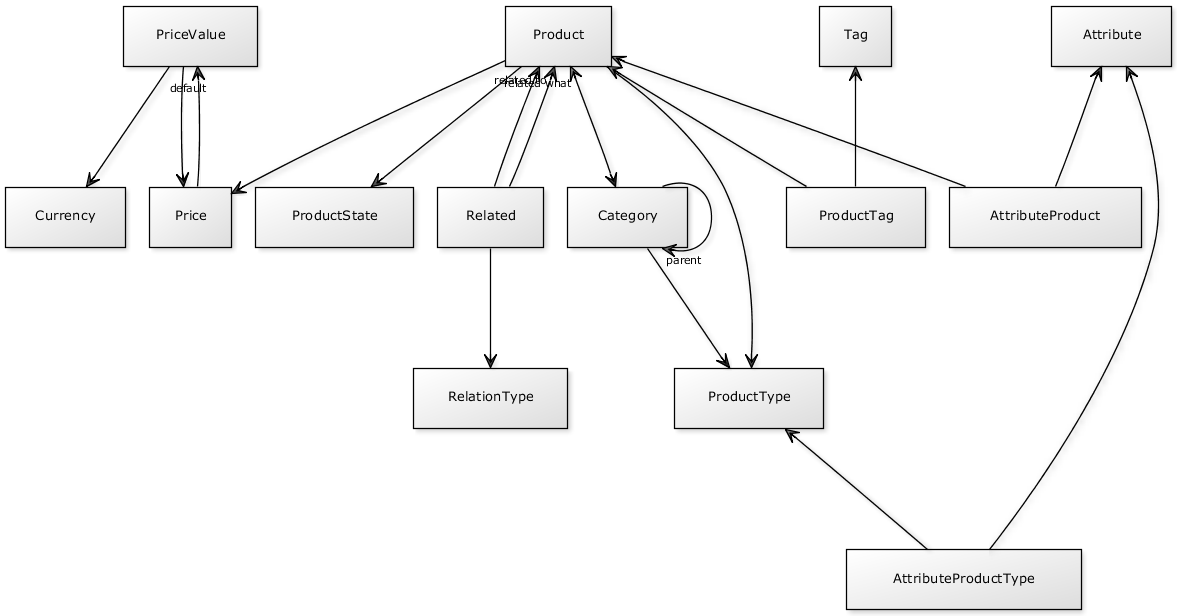 PriceValue
Product
Tag
Attribute
default
related to
related what
Currency
Price
ProductState
Related
Category
ProductTag
AttributeProduct
parent
RelationType
ProductType
AttributeProductType